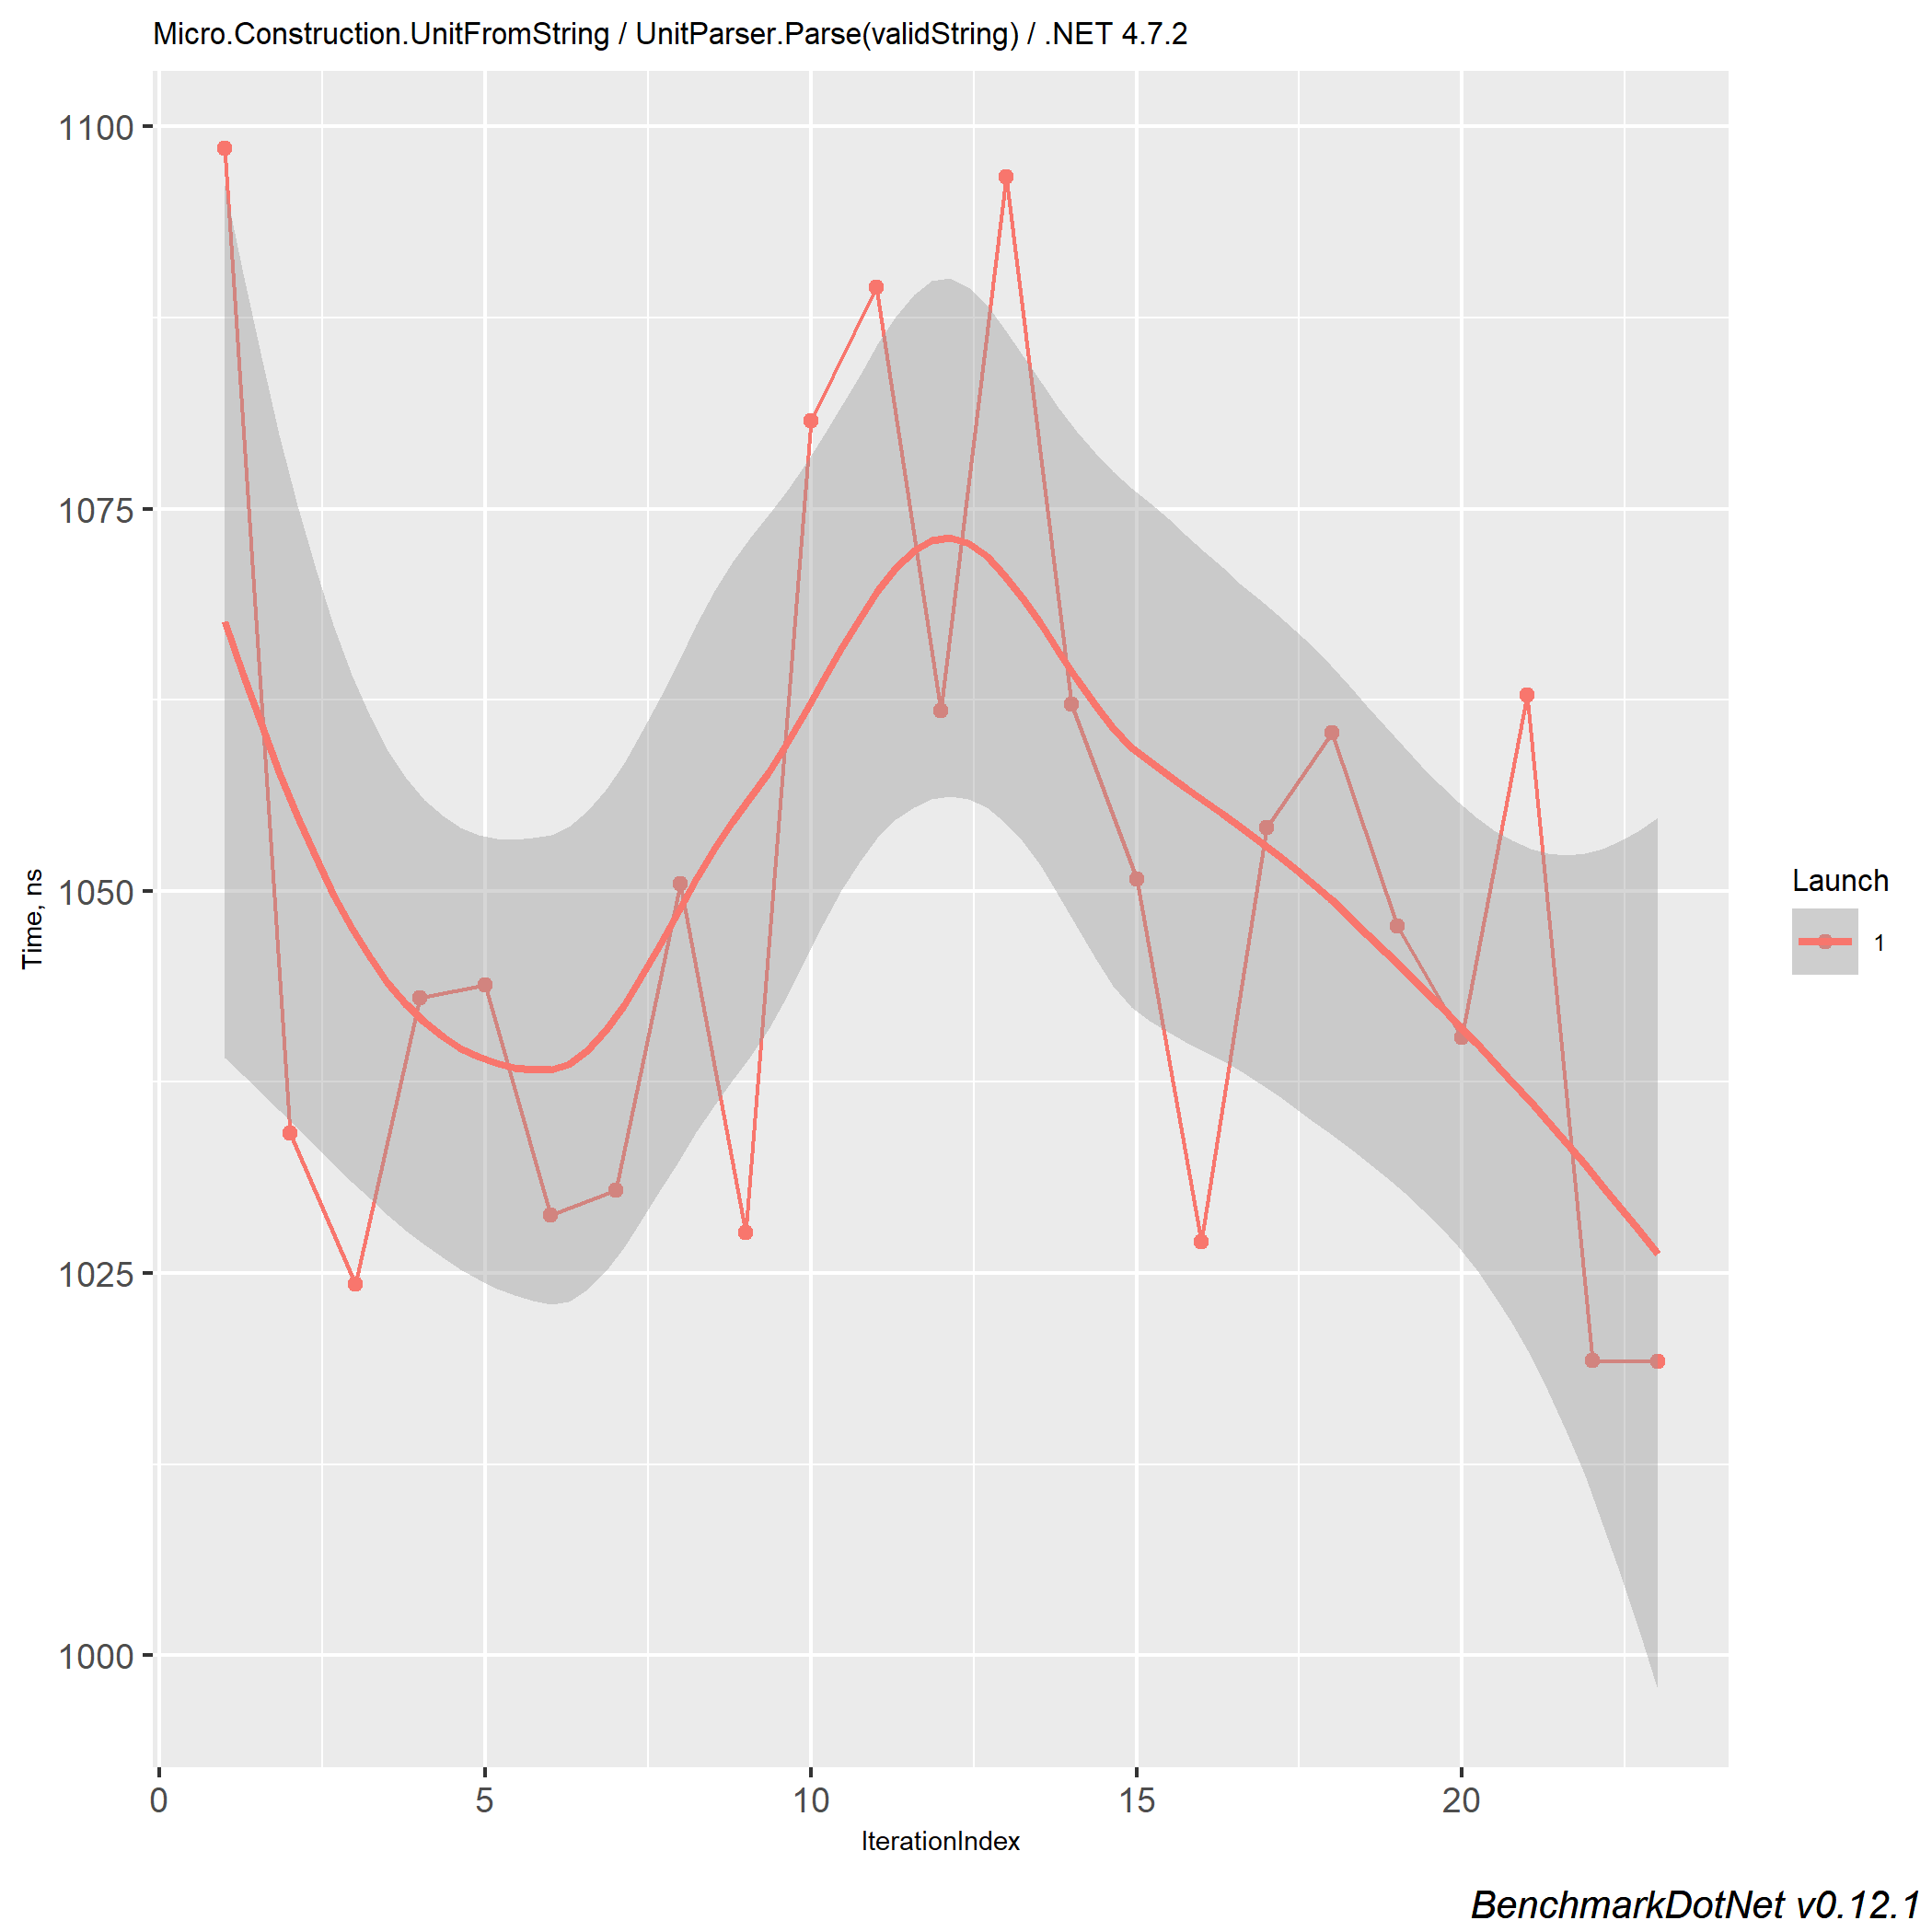 Micro.Construction.UnitFromString / UnitParser.Parse(validString) / .NET 4.7.2
1100
1075
1050
1025
1000
Time, ns
0 5 10 15 20
IterationIndex
Launch
1
BenchmarkDotNet v0.12.1